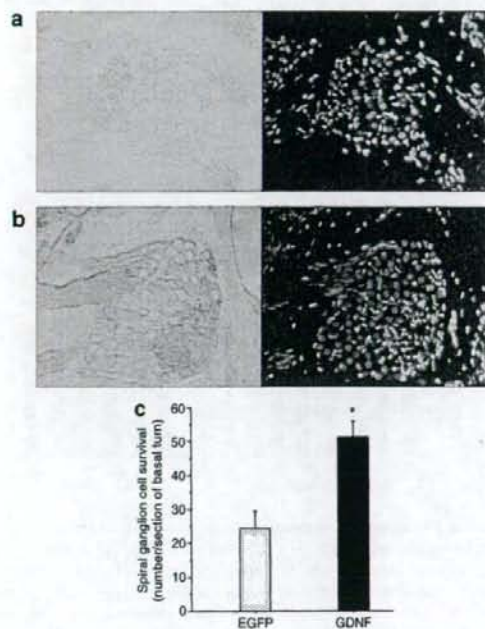 a
b
c
Spiral ganglion cell survival
(number/section of basal turn)
60
50
40
30
20
10
0
*
EGFP
GDNF